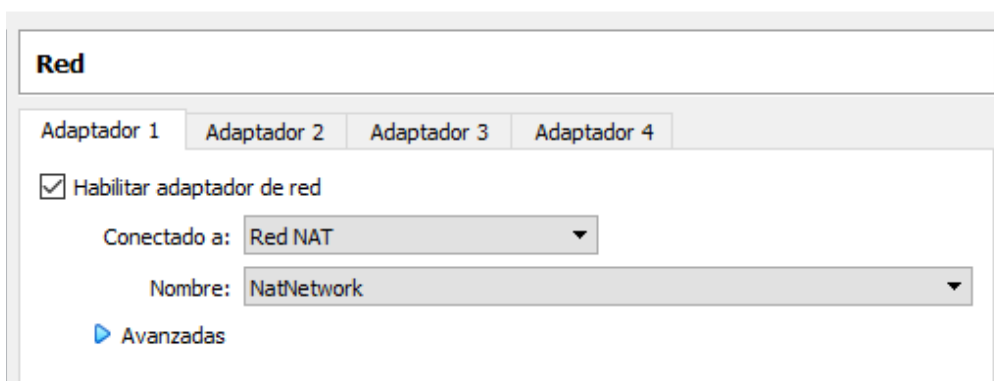 Red
Adaptador 1 Adaptador 2 Adaptador 3 Adaptador 4
Habilitar adaptador de red
Conectado a: Red NAT
Nombre: NatNetwork
Avanzadas